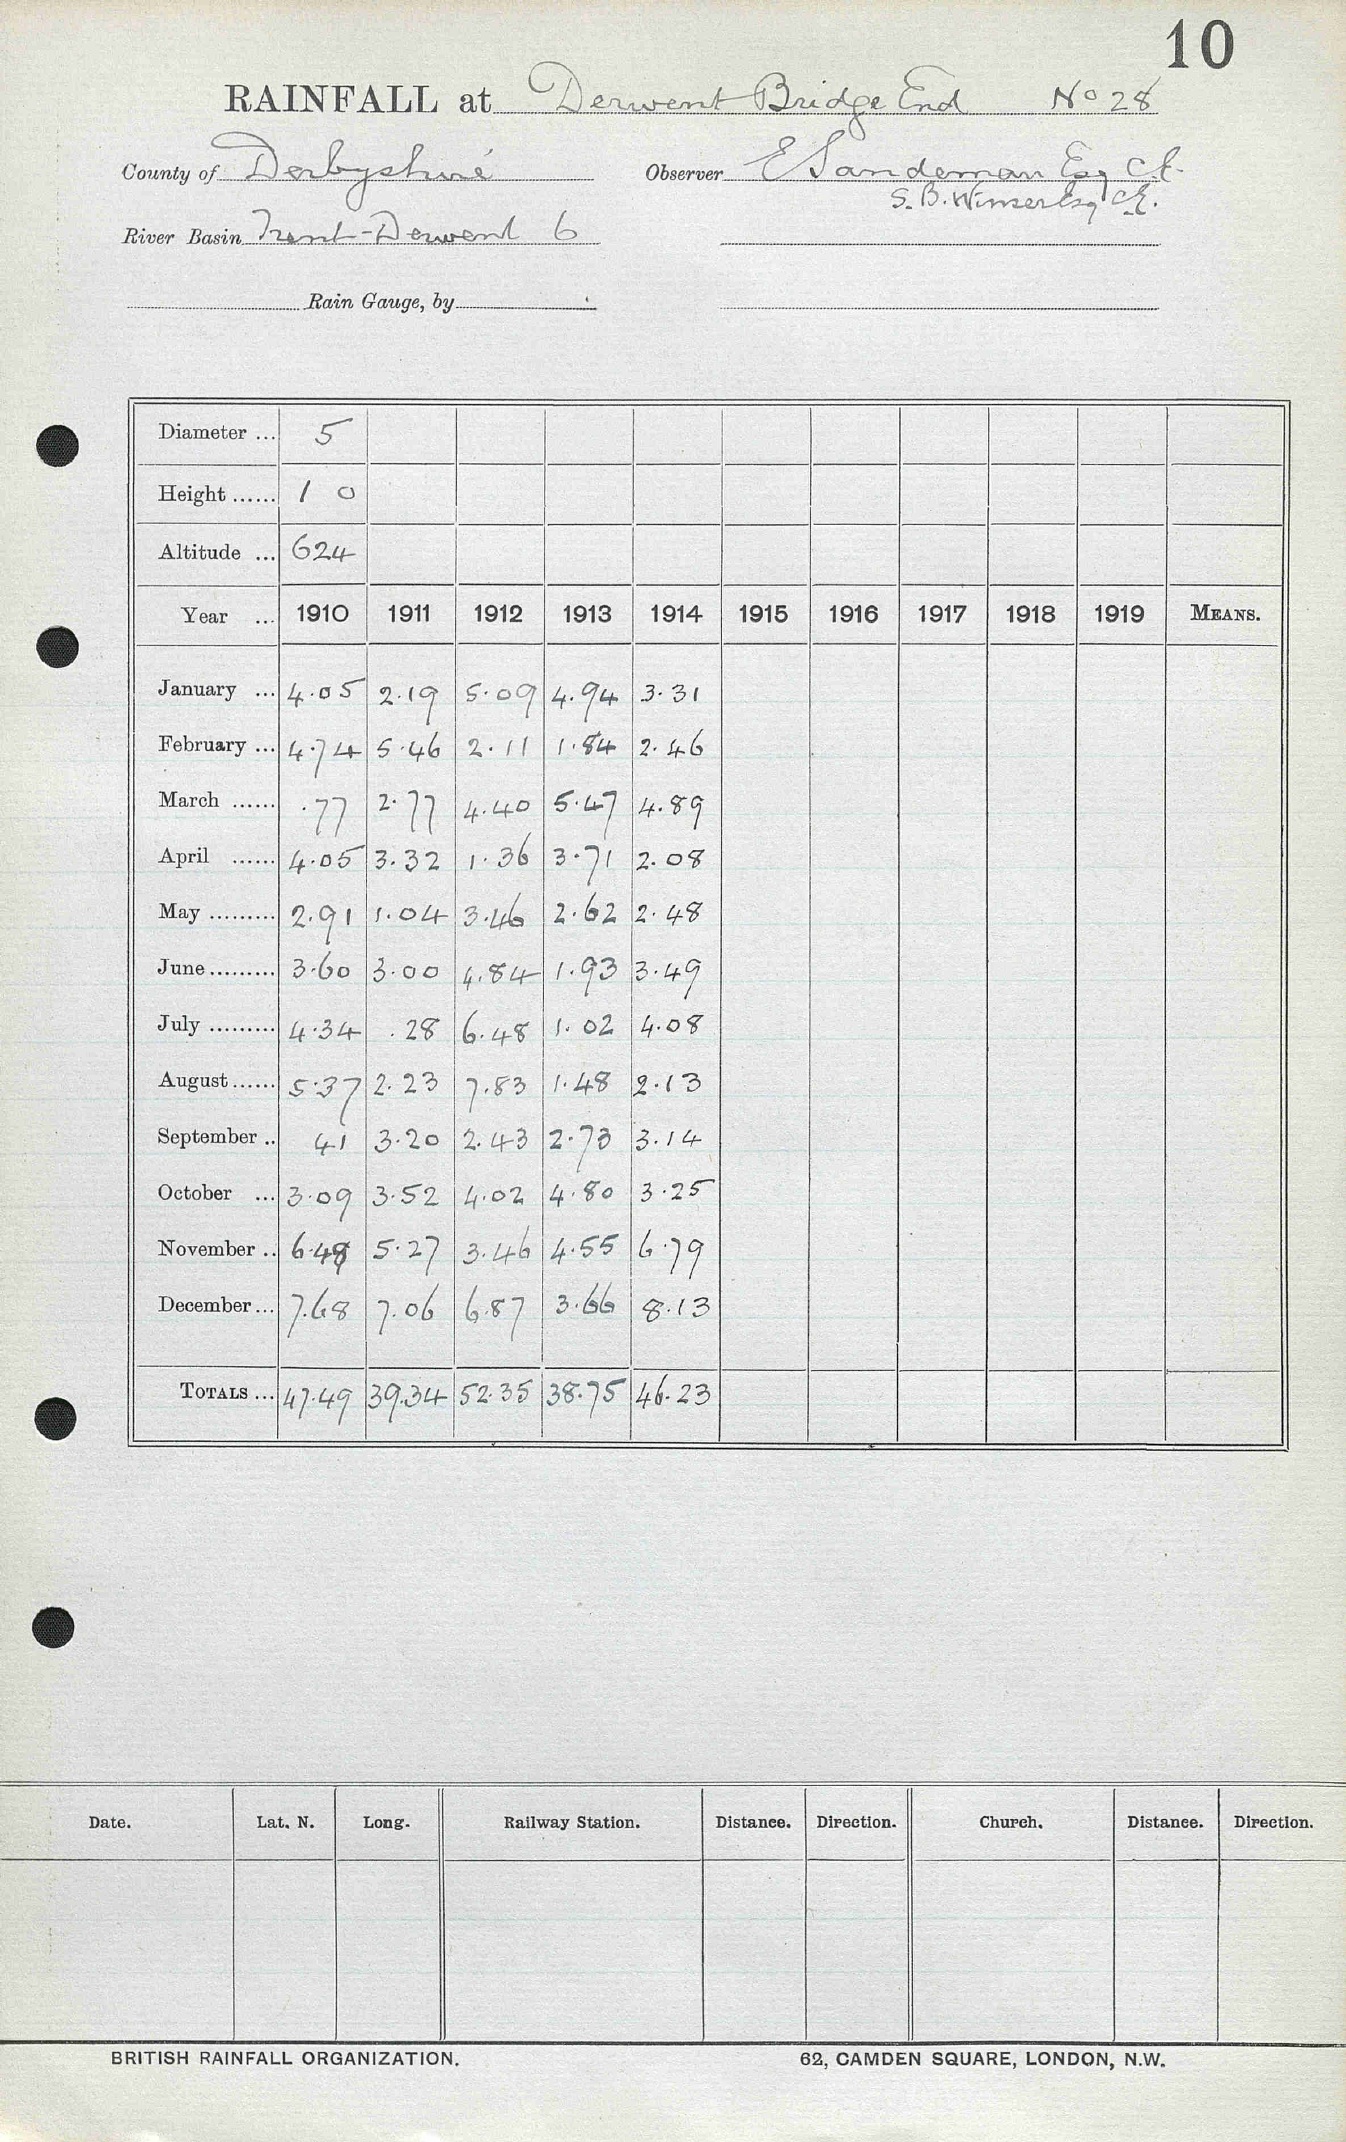 10
RAINFALL at Derwent Bridge End No 28
County of Derbyshire Observer E Sandeman Esq C.E.
S. B. Winser Esq C.E.
River Basin Trent-Derwent 6
Rain Gauge, by
Diameter ... 5
Height ...... 1 0
Altitude ... 624
Year ... 1910 1911 1912 1913 1914 1915 1916 1917 1918 1919 MEANS.
January ... 4.05 2.19 5.09 4.94 3.31
February ... 4.74 5.46 2.11 1.84 2.46
March ...... .77 2.77 4.40 5.47 4.89
April ...... 4.05 3.32 1.36 3.71 2.08
May ......... 2.91 1.04 3.46 2.62 2.48
June ......... 3.60 3.00 4.84 1.93 3.49
July ......... 4.34 .28 6.48 1.02 4.08
August ...... 5.37 2.23 7.83 1.48 2.13
September .. 41 3.20 2.43 2.73 3.14
October ... 3.09 3.52 4.02 4.80 3.25
November .. 6.48 5.27 3.46 4.55 6.79
December ... 7.68 7.06 6.87 3.66 8.13
TOTALS ... 47.49 39.34 52.35 38.75 46.23
Date. Lat. N. Long. Railway Station. Distance. Direction. Church. Distance. Direction.
BRITISH RAINFALL ORGANIZATION. 62, CAMDEN SQUARE, LONDON, N.W.